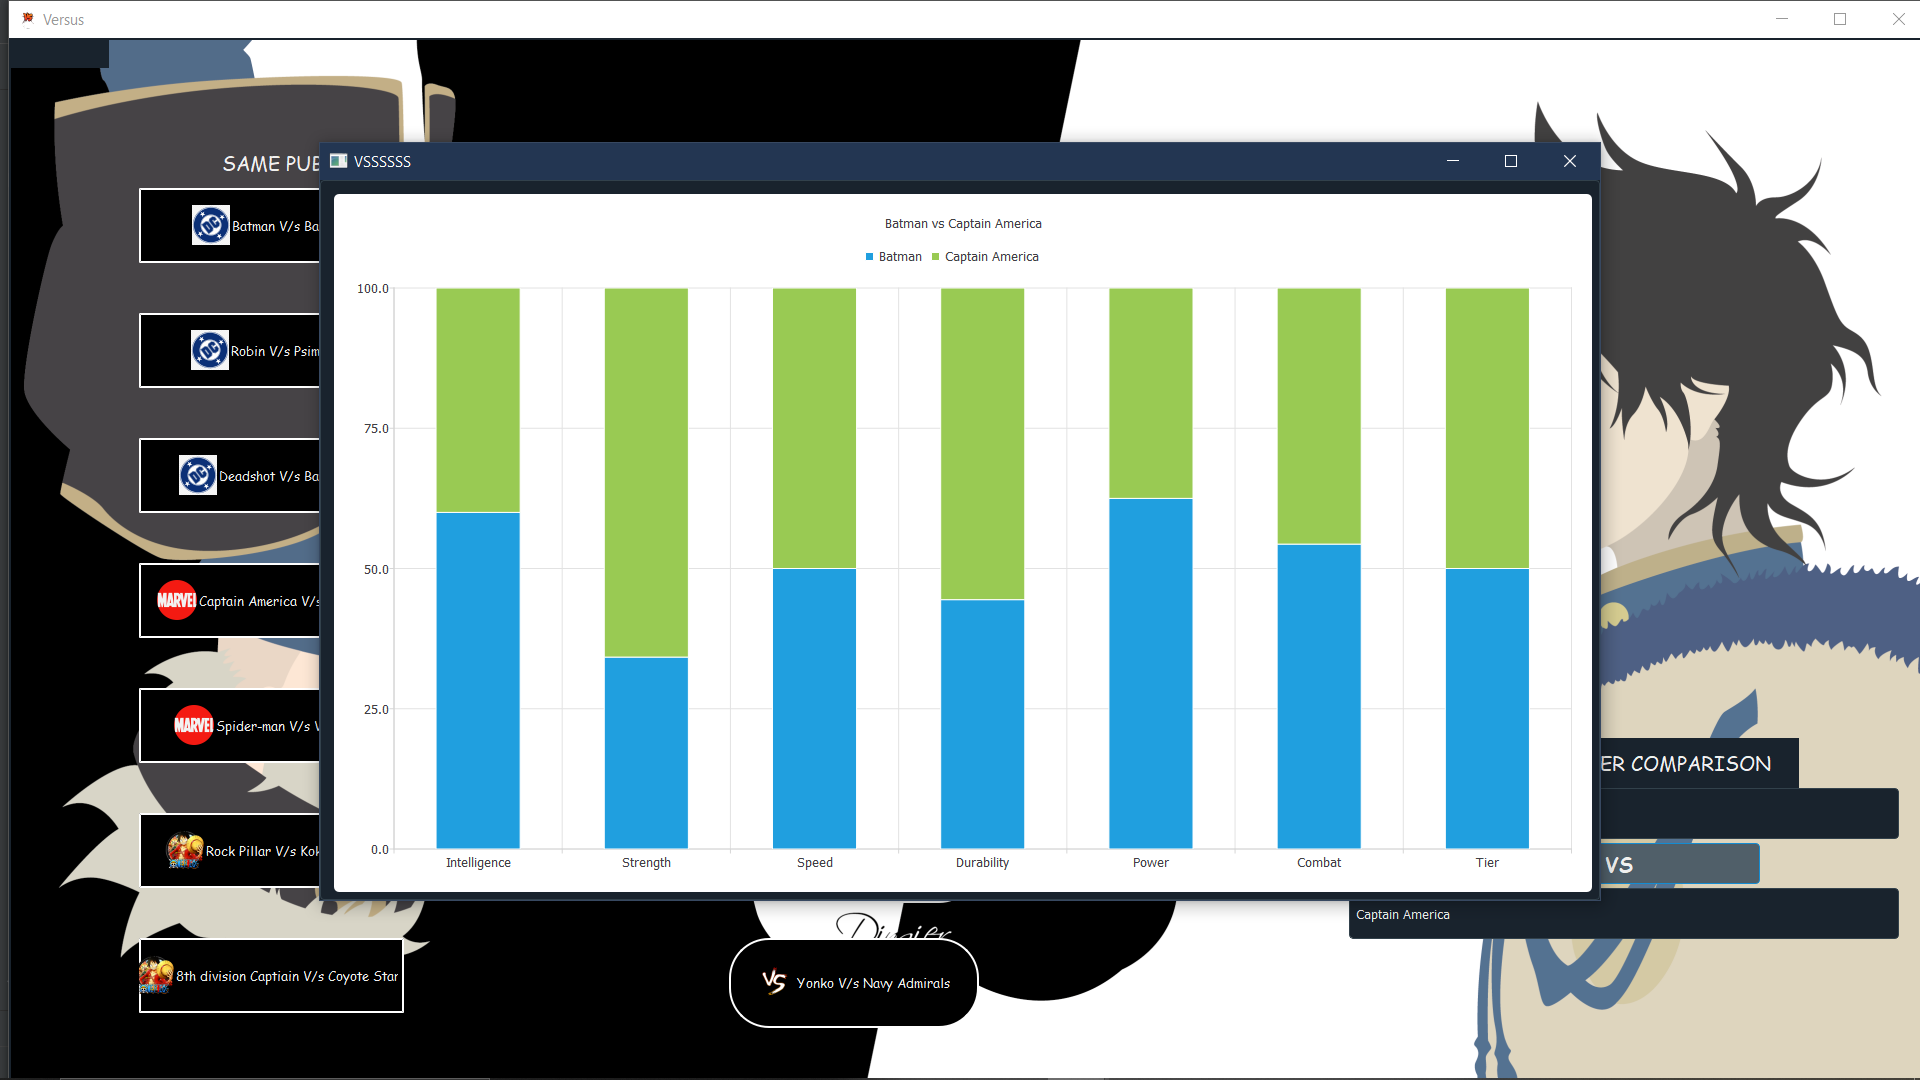 Versus
SAME PUB
VSSSSSS
Batman V/s Ba
Robin V/s Psim
Deadshot V/s Ba
MARVEL Captain America V/s
MARVEL Spider-man V/s V
Rock Pillar V/s Kok
8th division Captiain V/s Coyote Star
Batman vs Captain America
Batman Captain America
100.0
75.0
50.0
25.0
0.0
Intelligence Strength Speed Durability Power Combat Tier
ER COMPARISON
VS
Captain America
VS Yonko V/s Navy Admirals